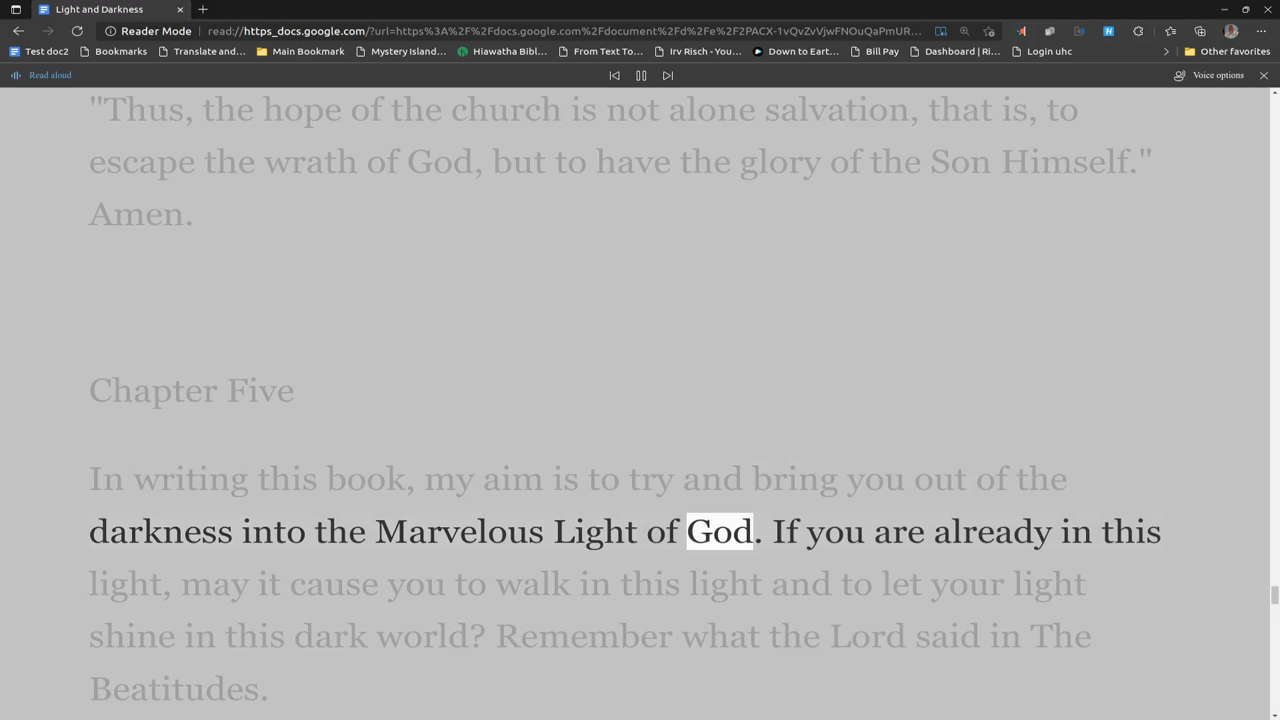 Light and Darkness
Reader Mode
read://https_docs.google.com/?url=https%3A%2F%2Fdocs.google.com%2Fdocument%2Fd%2Fe%2F2PACX-1vQvZvVjwFNOuQaPmUR...
Test doc2
Bookmarks
Translate and...
Main Bookmark
Mystery Island...
Hiawatha Bibl...
From Text To...
Irv Risch - You...
Down to Eart...
Bill Pay
Dashboard | Ri...
Login uhc
Other favorites
Read aloud
Voice options
"Thus, the hope of the church is not alone salvation, that is, to
escape the wrath of God, but to have the glory of the Son Himself."
Amen.
Chapter Five
In writing this book, my aim is to try and bring you out of the
darkness into the Marvelous Light of God. If you are already in this
light, may it cause you to walk in this light and to let your light
shine in this dark world? Remember what the Lord said in The
Beatitudes.